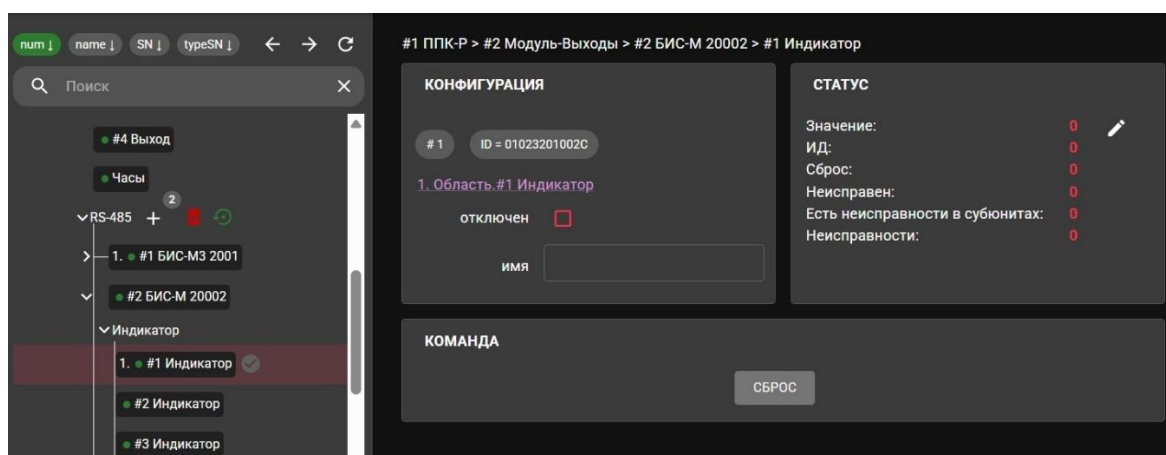 num ↓ name ↓ SN ↓ typeSN ↓
Поиск
#4 Выход
Часы
RS-485 + 2
1. #1 БИС-М3 2001
#2 БИС-М 20002
Индикатор
1. #1 Индикатор
#2 Индикатор
#3 Индикатор
#1 ППК-Р > #2 Модуль-Выходы > #2 БИС-М 20002 > #1 Индикатор
КОНФИГУРАЦИЯ
# 1 ID = 01023201002C
1. Область.#1 Индикатор
отключен
имя
СТАТУС
Значение: 0
ИД: 0
Сброс: 0
Неисправен: 0
Есть неисправности в субюнитах: 0
Неисправности: 0
КОМАНДА
СБРОС